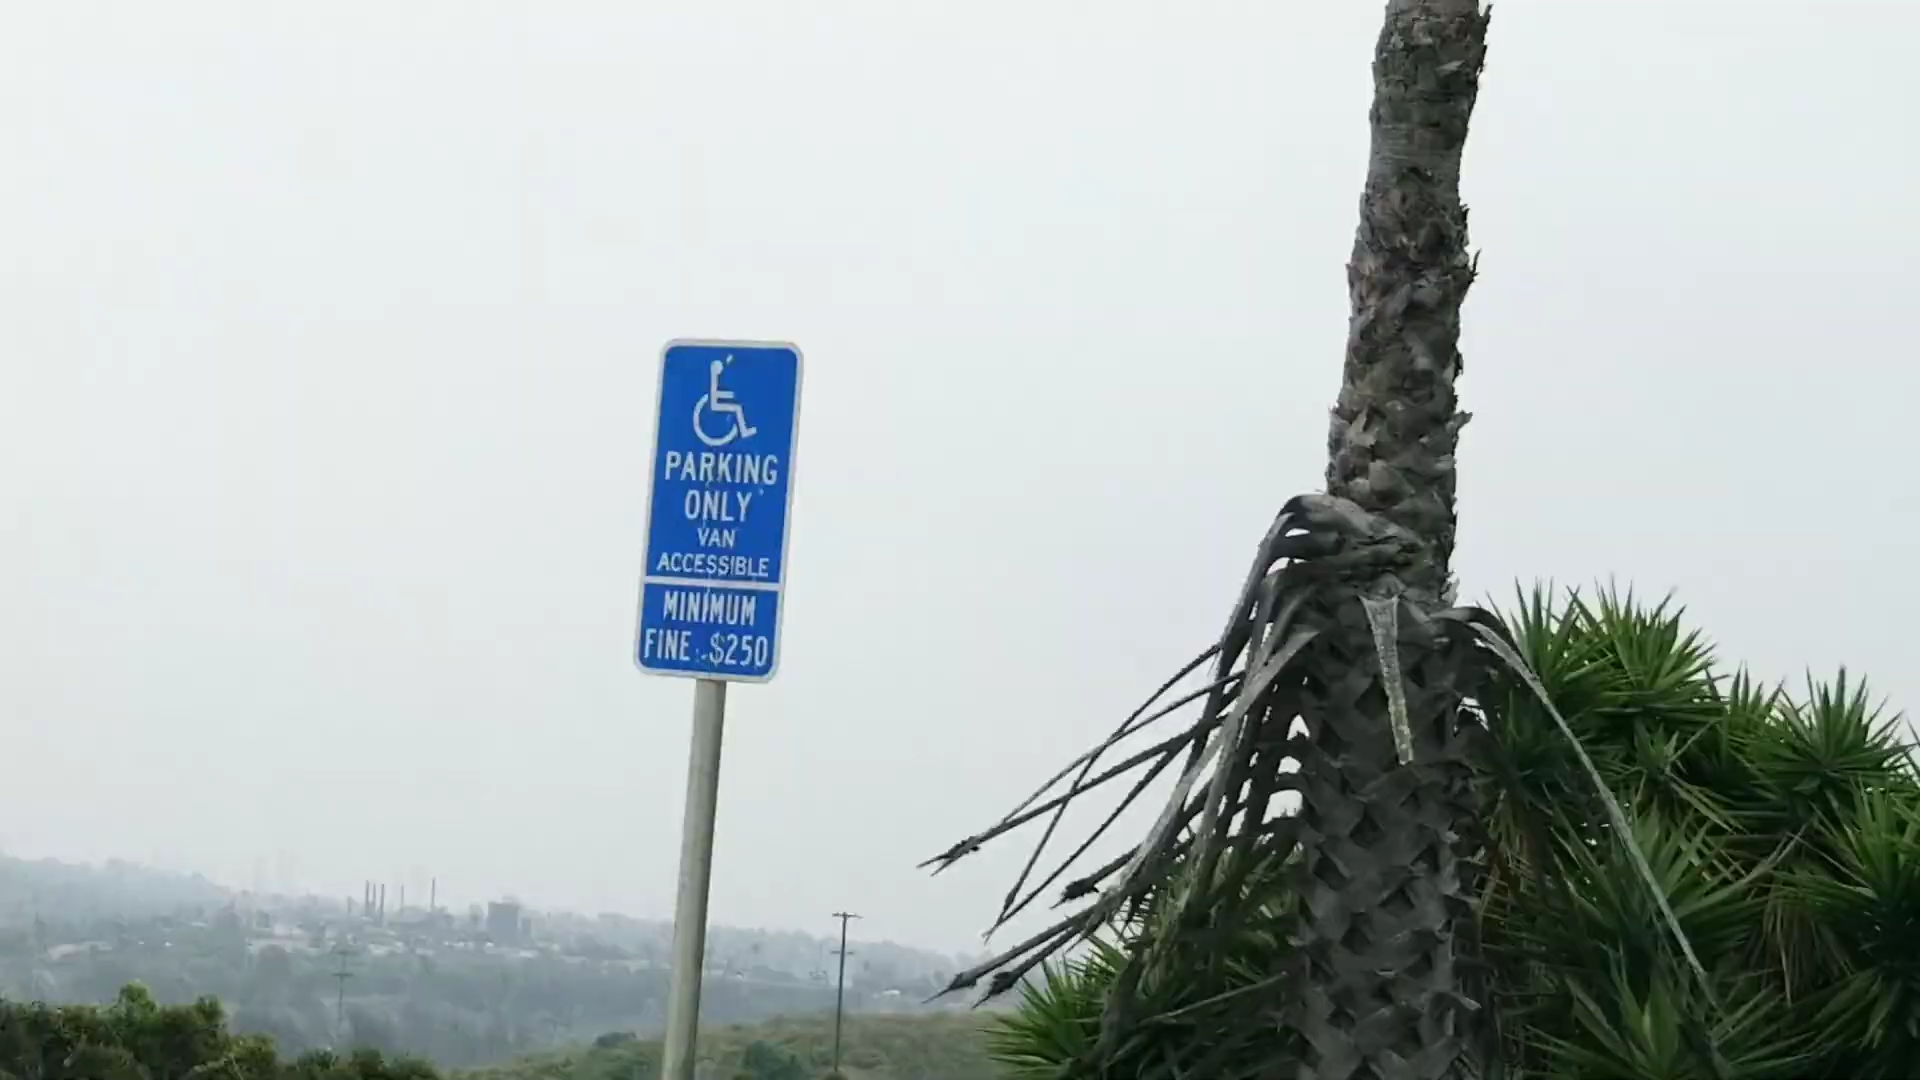 PARKING
ONLY
VAN
ACCESSIBLE
MINIMUM
FINE $250